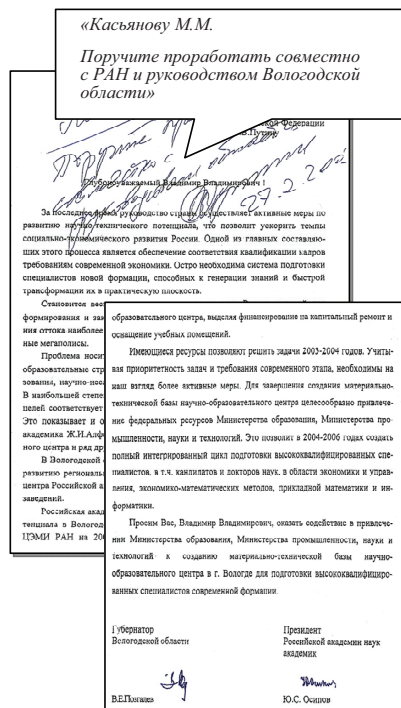 «Касьянову М.М.
Поручите проработать совместно
с РАН и руководством Вологодской
области»
Федерации
Глубокоуважаемый Владимир Владимирович !
27.2.
За последнее время руководство страны осуществляет активные меры по
развитию научно-технического потенциала, что позволит ускорить темпы
социально-экономического развития России. Одной из главных составляю-
щих этого процесса является обеспечение соответствия квалификации кадров
требованиям современной экономики. Остро необходима система подготовки
специалистов новой формации, способных к генерации знаний и быстрой
трансформации их в практическую плоскость.
Становится
формирования и
ния оттока наиболее
ные мегаполисы.
Проблема носит
образовательные
зования,
В наибольшей степе
пелей соответствует
Это показывает и о
академика Ж.И.Алф
ного центра и ряд др
В Вологодской о
развитию региональ
центра Российской а
заведений.
Российская акад
тенциала в Вологод
ЦЭМИ РАН на 200
образовательного центра, выделяя финансирование на капитальный ремонт и
оснащение учебных помещений.
Имеющиеся ресурсы позволяют решить задачи 2003-2004 годов. Учиты-
вая приоритетность задач и требования современного этапа, необходимы на
наш взгляд более активные меры. Для завершения создания материально-
технической базы научно-образовательного центра целесообразно привлече-
ние федеральных ресурсов Министерства образования, Министерства про-
мышленности, науки и технологий. Это позволит в 2004-2006 годах создать
полный интегрированный цикл подготовки высококвалифицированных спе-
циалистов, в т.ч. кандидатов и докторов наук, в области экономики и управ-
ления, экономико-математических методов, прикладной математики и ин-
форматики.
Просим Вас, Владимир Владимирович, оказать содействие в привлече-
нии Министерства образования, Министерства промышленности, науки и
технологий к созданию материально-технической базы научно-
образовательного центра в г. Вологде для подготовки высококвалифициро-
ванных специалистов современной формации.
Губернатор
Вологодской области
Президент
Российской академии наук
академик
В.Е.Позгалев
Ю.С. Осипов